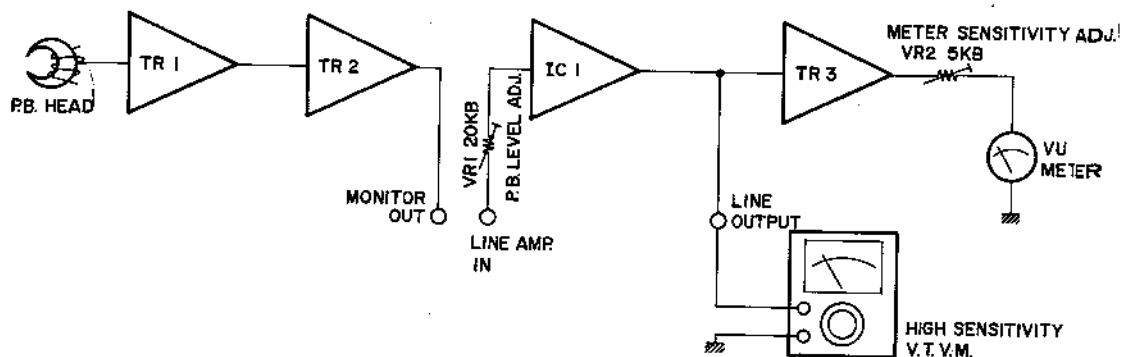 P.B. HEAD
TR 1
TR 2
MONITOR
OUT
VR1 20KB
P.B. LEVEL ADJ.
LINE AMP.
IN
IC 1
LINE
OUTPUT
TR 3
METER SENSITIVITY ADJ.
VR2 5KB
VU
METER
HIGH SENSITIVITY
V.T.V.M.